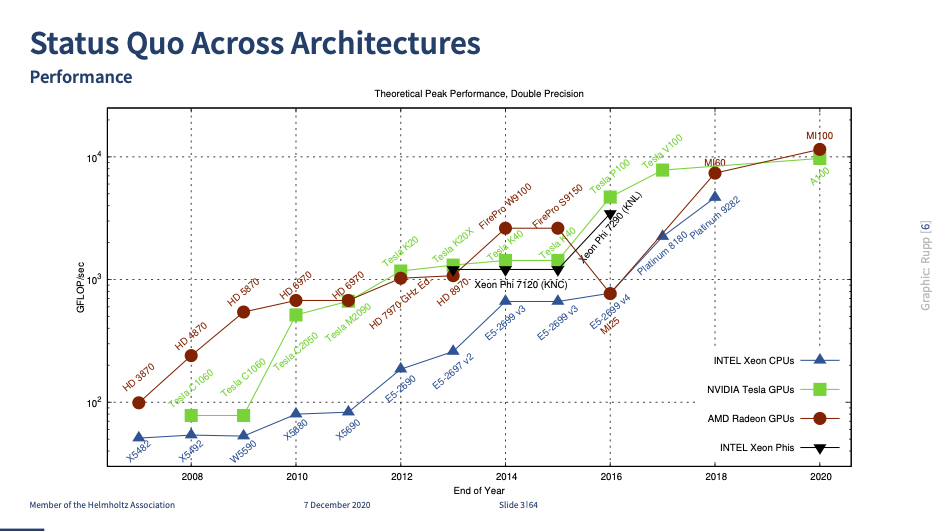 Status Quo Across Architectures
Performance
Theoretical Peak Performance, Double Precision
GFLOP/sec
10^4
10^3
10^2
HD 3870
HD 4870
HD 5870
HD 6970
HD 6970
HD 7970 GHz Ed.
HD 8970
FirePro W9100
FirePro S9150
MI25
MI60
MI100
Tesla C1060
Tesla C1060
Tesla C2050
Tesla M2090
Tesla K20
Tesla K20X
Tesla K40
Tesla K40
Tesla P100
Tesla V100
A100
Xeon Phi 7120 (KNC)
Xeon Phi 7290 (KNL)
X5482
X5492
W5590
X5680
X5690
E5-2690
E5-2697 v2
E5-2699 v3
E5-2699 v3
E5-2699 v4
Platinum 8180
Platinum 9282
INTEL Xeon CPUs
NVIDIA Tesla GPUs
AMD Radeon GPUs
INTEL Xeon Phis
2008 2010 2012 2014 2016 2018 2020
End of Year
Graphic: Rupp [6]
Member of the Helmholtz Association 7 December 2020 Slide 3|64